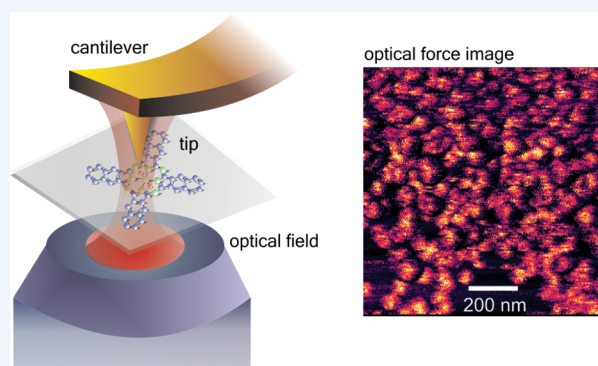 cantilever
tip
optical field
optical force image
200 nm